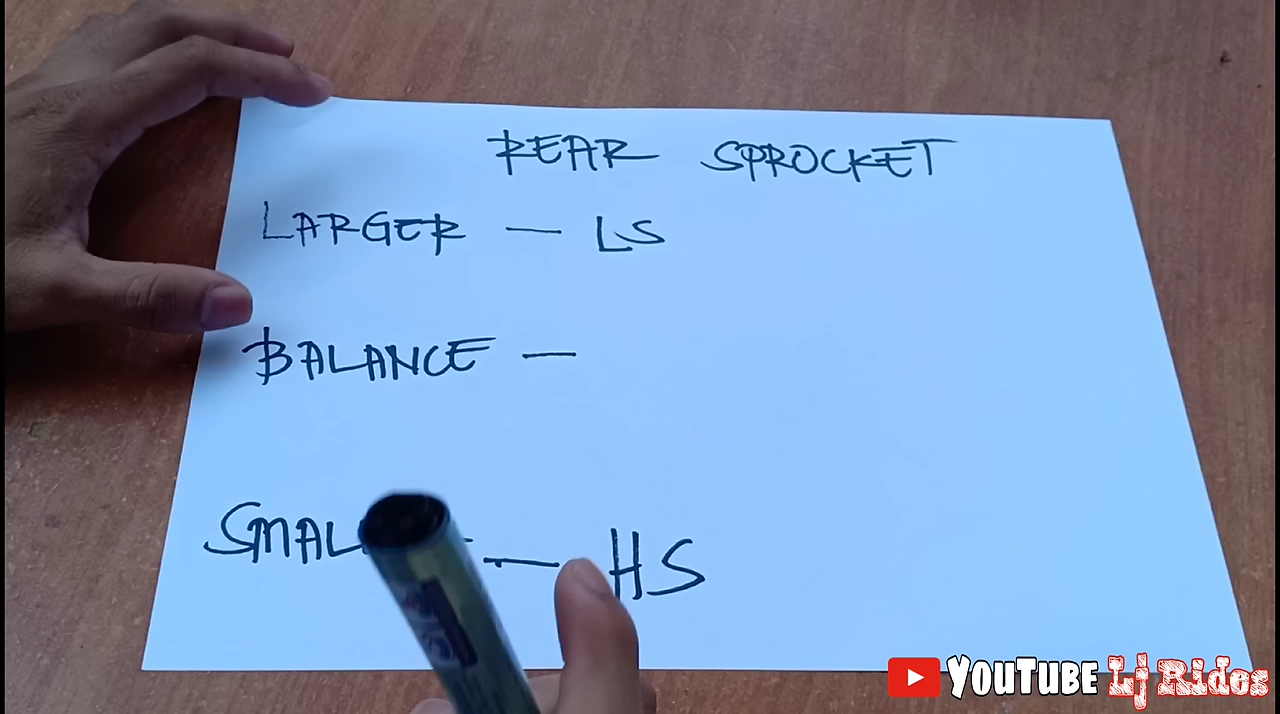 REAR SPROCKET
LARGER — LS
BALANCE —
— HS
YouTube Lj Rides